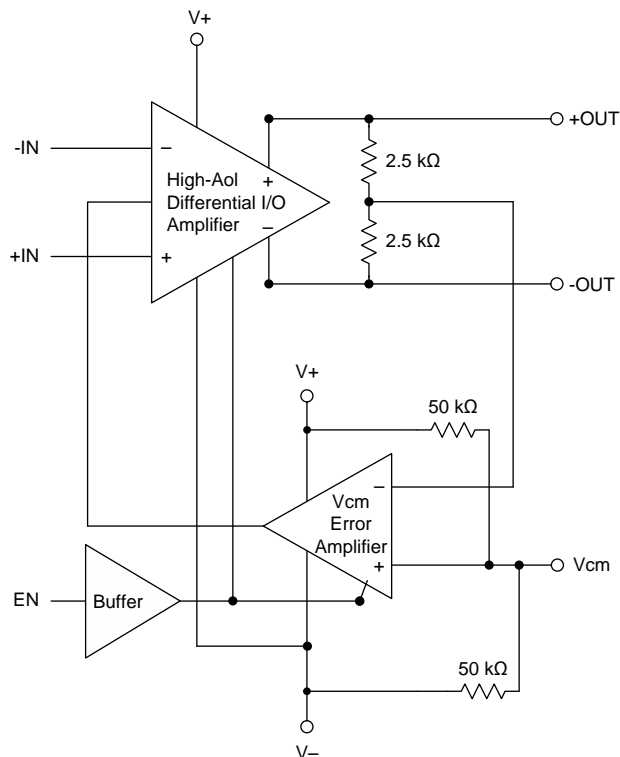 V+
+OUT
-IN
−
2.5 kΩ
High-Aol
+
Differential I/O
Amplifier
−
2.5 kΩ
+IN
+
-OUT
V+
50 kΩ
−
Vcm
Error
Amplifier
+
Vcm
EN
Buffer
50 kΩ
V−